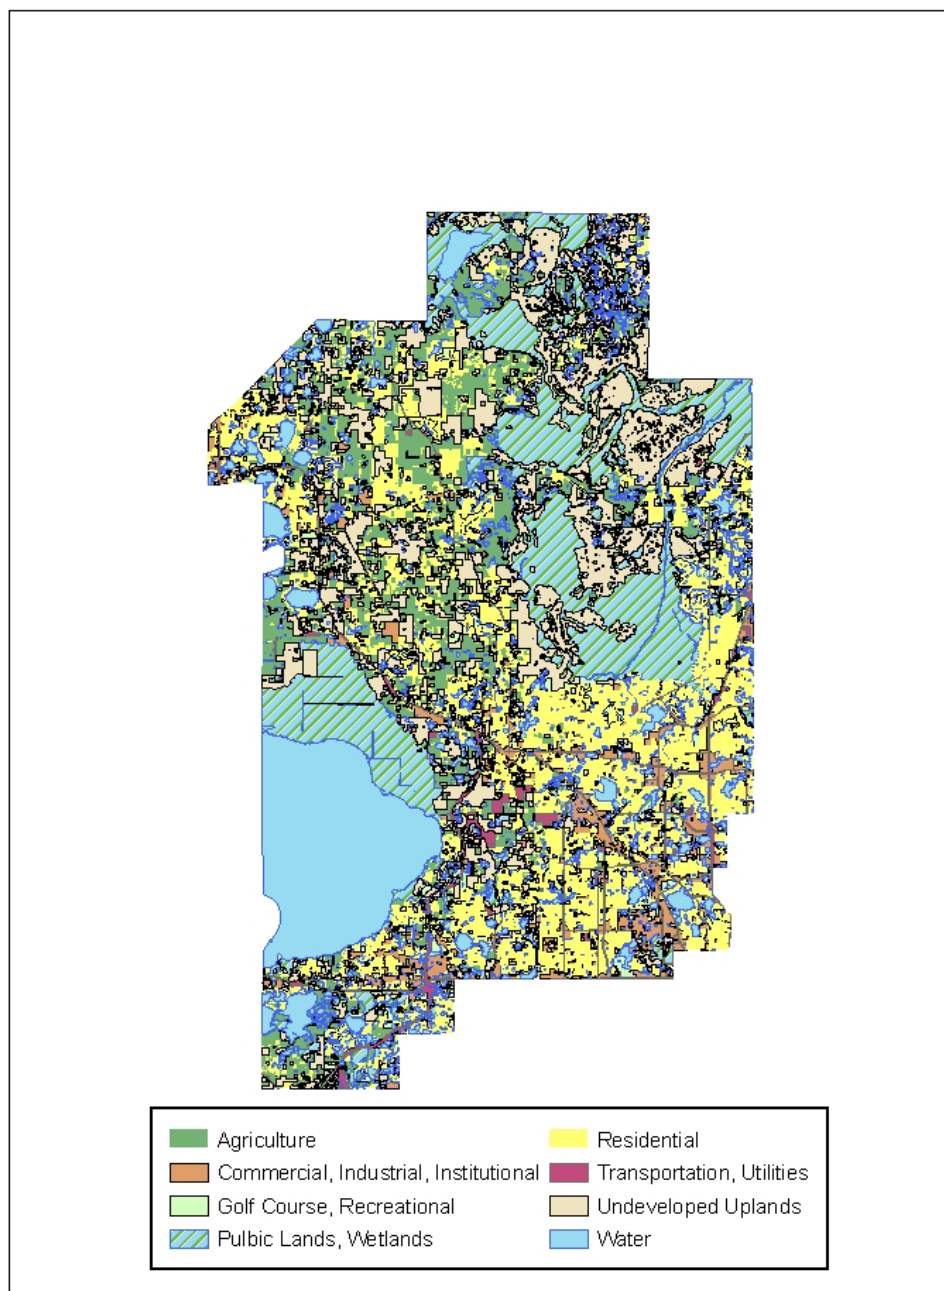 Agriculture
Residential
Commercial, Industrial, Institutional
Transportation, Utilities
Golf Course, Recreational
Undeveloped Uplands
Pulbic Lands, Wetlands
Water